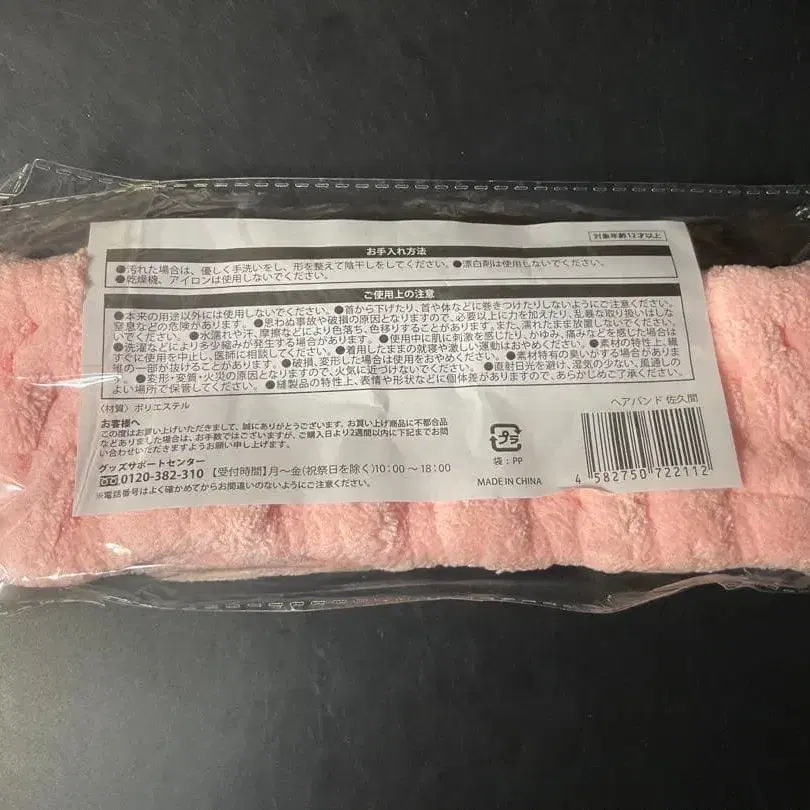 対象年齢12才以上
お手入れ方法
●汚れた場合は、優しく手洗いをし、形を整えて陰干しをしてください。●漂白剤は使用しないでください。
●乾燥機、アイロンは使用しないでください。
ご使用上の注意
●本来の用途以外には使用しないでください。●首から下げたり、首や体などに巻きつけたりしないようにご注意ください。
窒息などの危険があります。●思わぬ事故や破損の原因となりますので、必要以上に力を加えたり、乱暴な取り扱いはしな
いでください。●水濡れや汗、摩擦などにより色落ち、色移りすることがあります。また、濡れたまま放置しないでください。
●洗濯などにより多少縮みが発生する場合があります。●使用中に肌に刺激を感じたり、かゆみ、痛みなどを感じた場合は
すぐに使用を中止し、医師に相談してください。●着用したままの就寝や激しい運動はおやめください。●素材の特性上、繊
維の一部が抜けることがあります。●破損、変形した場合は使用をおやめください。●素材特有の臭いがする場合がありま
す。●変形・変質・火災の原因となりますので、火気に近づけないでください。●直射日光を避け、湿気の少ない、風通しの
よい場所で保管してください。●縫製品の特性上、表情や形状などに個体差がありますので、あらかじめご了承ください。
〈材質〉ポリエステル
お客様へ
この度はお買い上げいただきまして、誠にありがとうございます。お買い上げ商品に不都合品
などありました場合は、お手数ではございますが、ご購入日より2週間以内に下記までお問
い合わせいただきますようお願い申し上げます。
グッズサポートセンター
0120-382-310 【受付時間】月〜金(祝祭日を除く)10:00〜18:00
※電話番号はよく確かめてからお間違いのないようにご注意ください。
プラ
袋:PP
MADE IN CHINA
ヘアバンド 佐久間
4 582750 722112